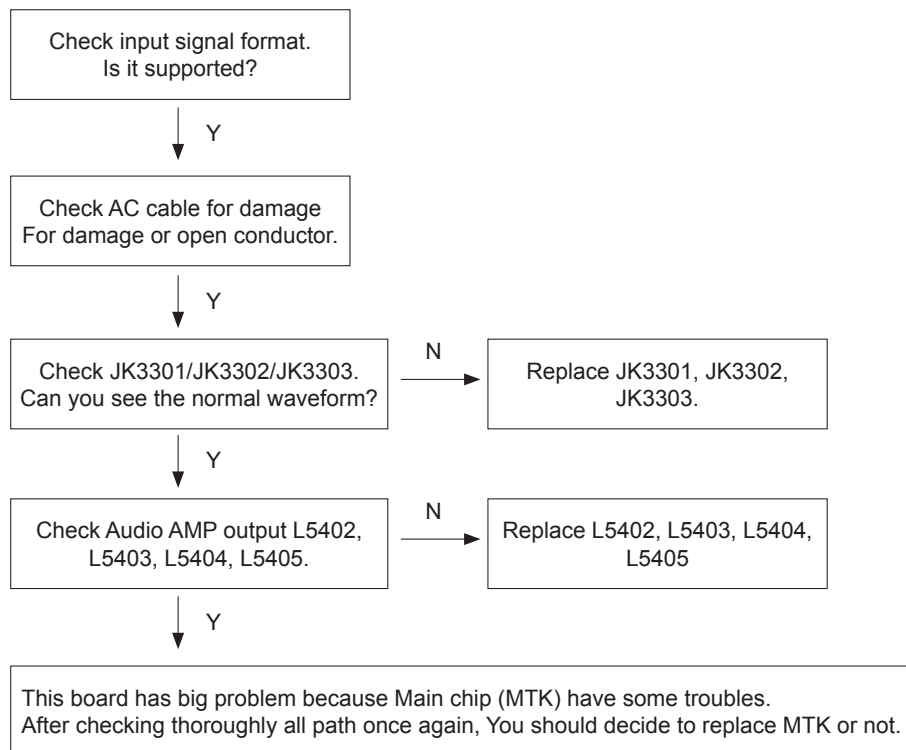 Check input signal format.
Is it supported?
Y
Check AC cable for damage
For damage or open conductor.
Y
Check JK3301/JK3302/JK3303.
Can you see the normal waveform?
N
Replace JK3301, JK3302,
JK3303.
Y
Check Audio AMP output L5402,
L5403, L5404, L5405.
N
Replace L5402, L5403, L5404,
L5405
Y
This board has big problem because Main chip (MTK) have some troubles.
After checking thoroughly all path once again, You should decide to replace MTK or not.